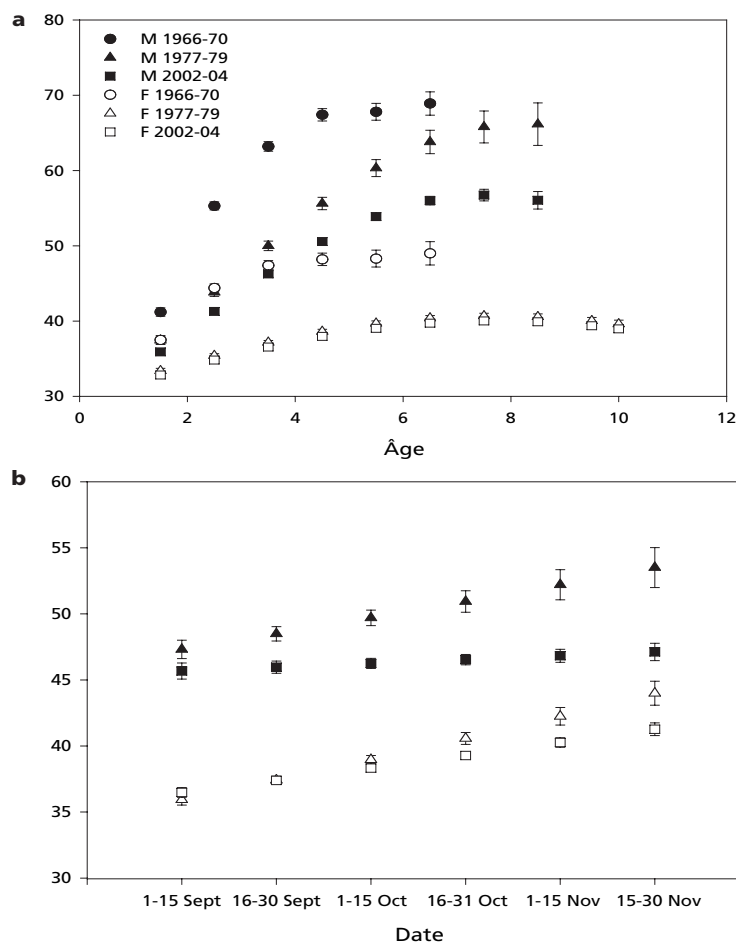 a
80
70
60
50
40
30
M 1966-70
M 1977-79
M 2002-04
F 1966-70
F 1977-79
F 2002-04
0 2 4 6 8 10 12
Âge
b
60
55
50
45
40
35
30
1-15 Sept 16-30 Sept 1-15 Oct 16-31 Oct 1-15 Nov 15-30 Nov
Date